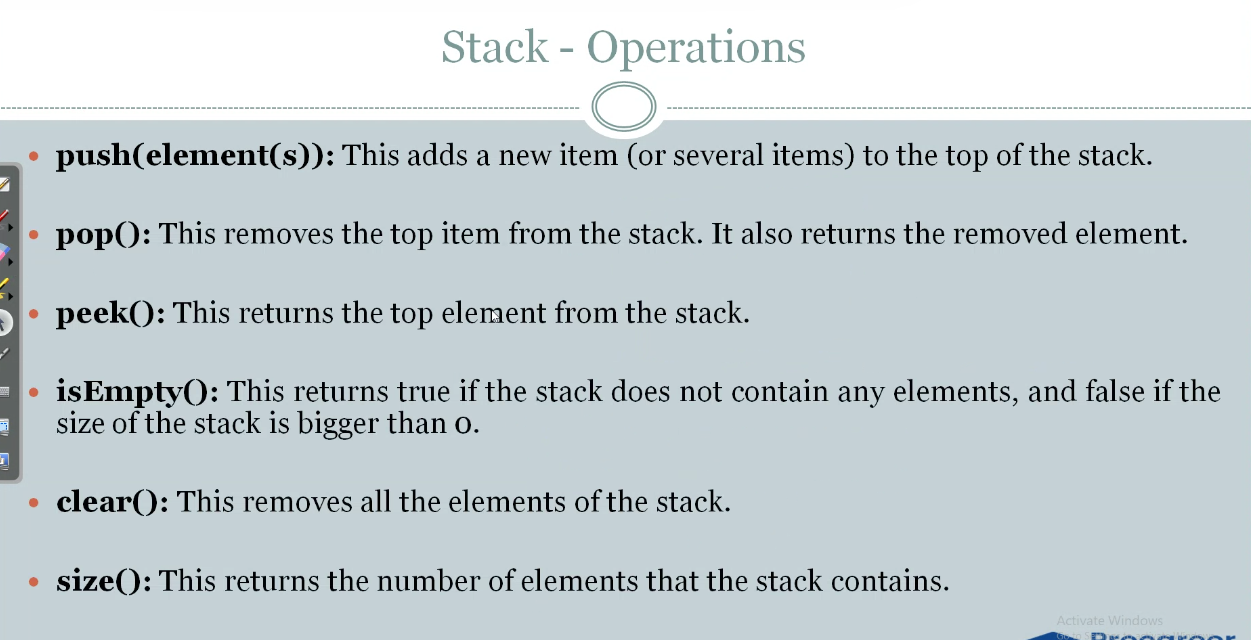 Stack - Operations
• push(element(s)): This adds a new item (or several items) to the top of the stack.
• pop(): This removes the top item from the stack. It also returns the removed element.
• peek(): This returns the top element from the stack.
• isEmpty(): This returns true if the stack does not contain any elements, and false if the
size of the stack is bigger than 0.
• clear(): This removes all the elements of the stack.
• size(): This returns the number of elements that the stack contains.
Activate Windows